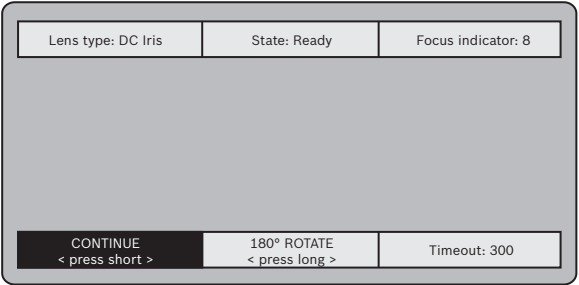 Lens type: DC Iris
State: Ready
Focus indicator: 8
CONTINUE
< press short >
180° ROTATE
< press long >
Timeout: 300